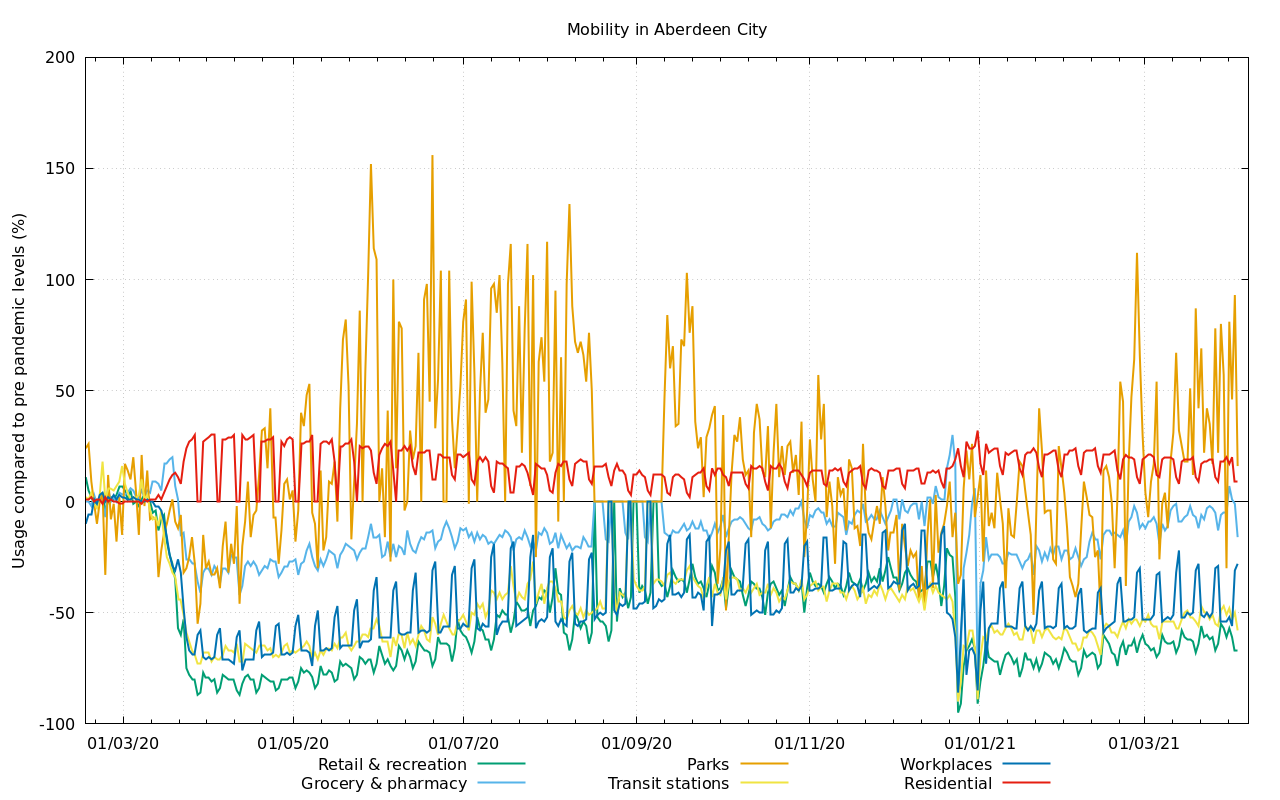 Mobility in Aberdeen City
Usage compared to pre pandemic levels (%)
200
150
100
50
0
-50
-100
01/03/20 01/05/20 01/07/20 01/09/20 01/11/20 01/01/21 01/03/21
Retail & recreation Parks Workplaces
Grocery & pharmacy Transit stations Residential